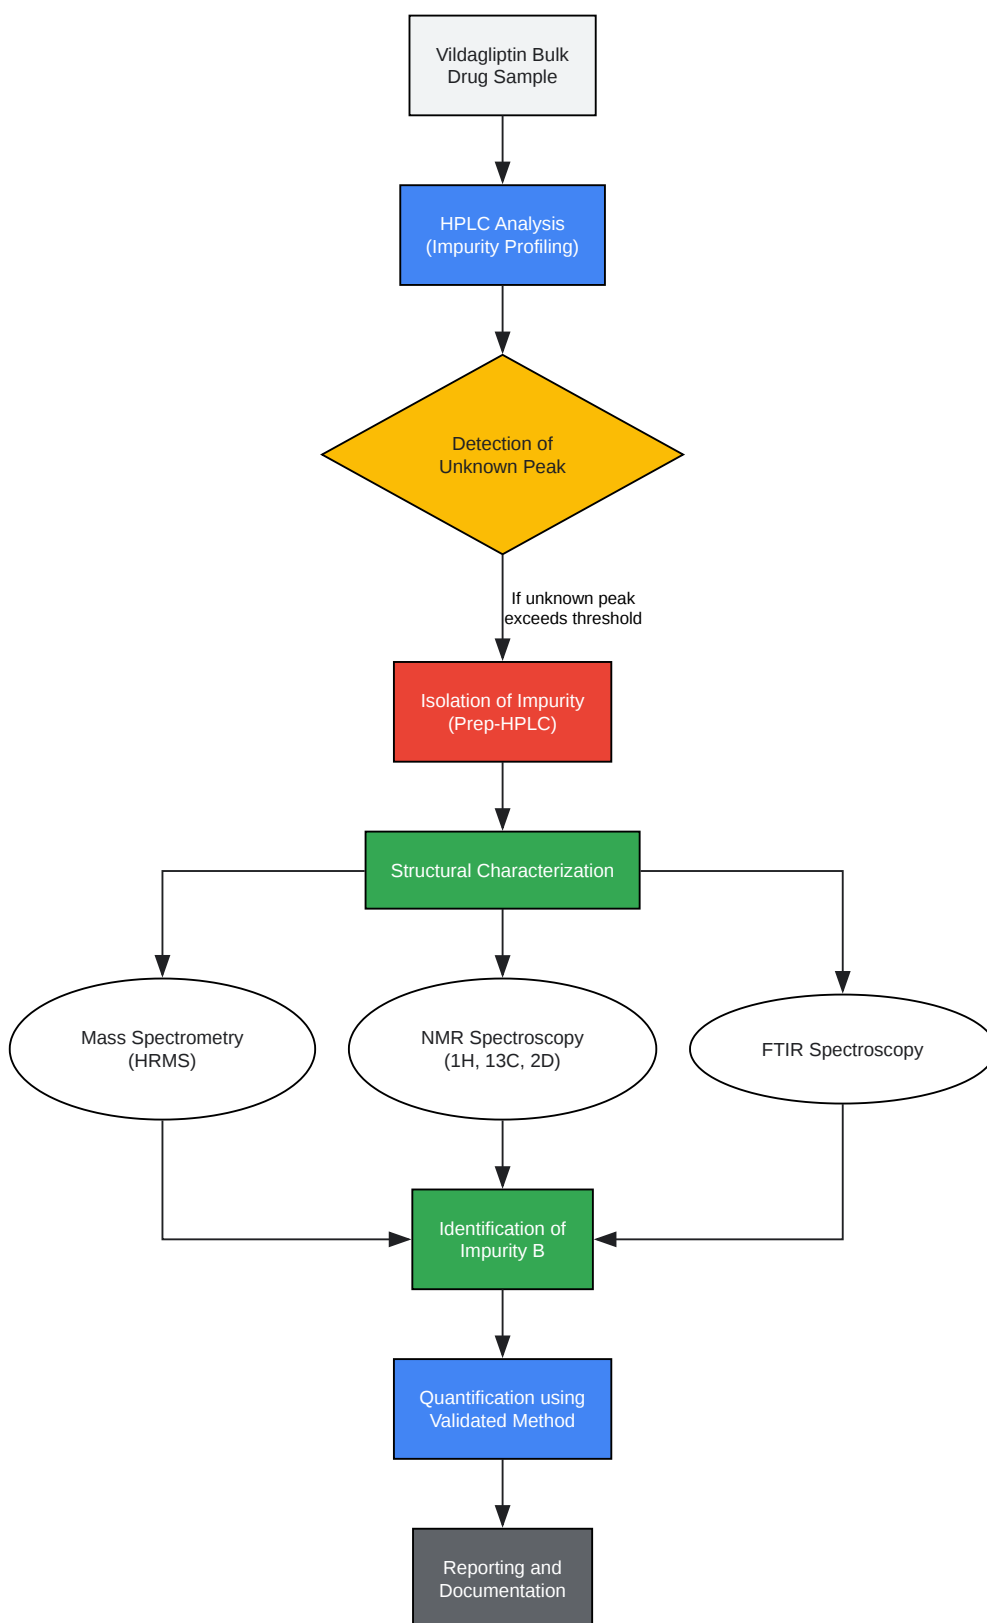 Vildagliptin Bulk
Drug Sample
HPLC Analysis
(Impurity Profiling)
Detection of
Unknown Peak
If unknown peak
exceeds threshold
Isolation of Impurity
(Prep-HPLC)
Structural Characterization
Mass Spectrometry
(HRMS)
NMR Spectroscopy
(1H, 13C, 2D)
FTIR Spectroscopy
Identification of
Impurity B
Quantification using
Validated Method
Reporting and
Documentation